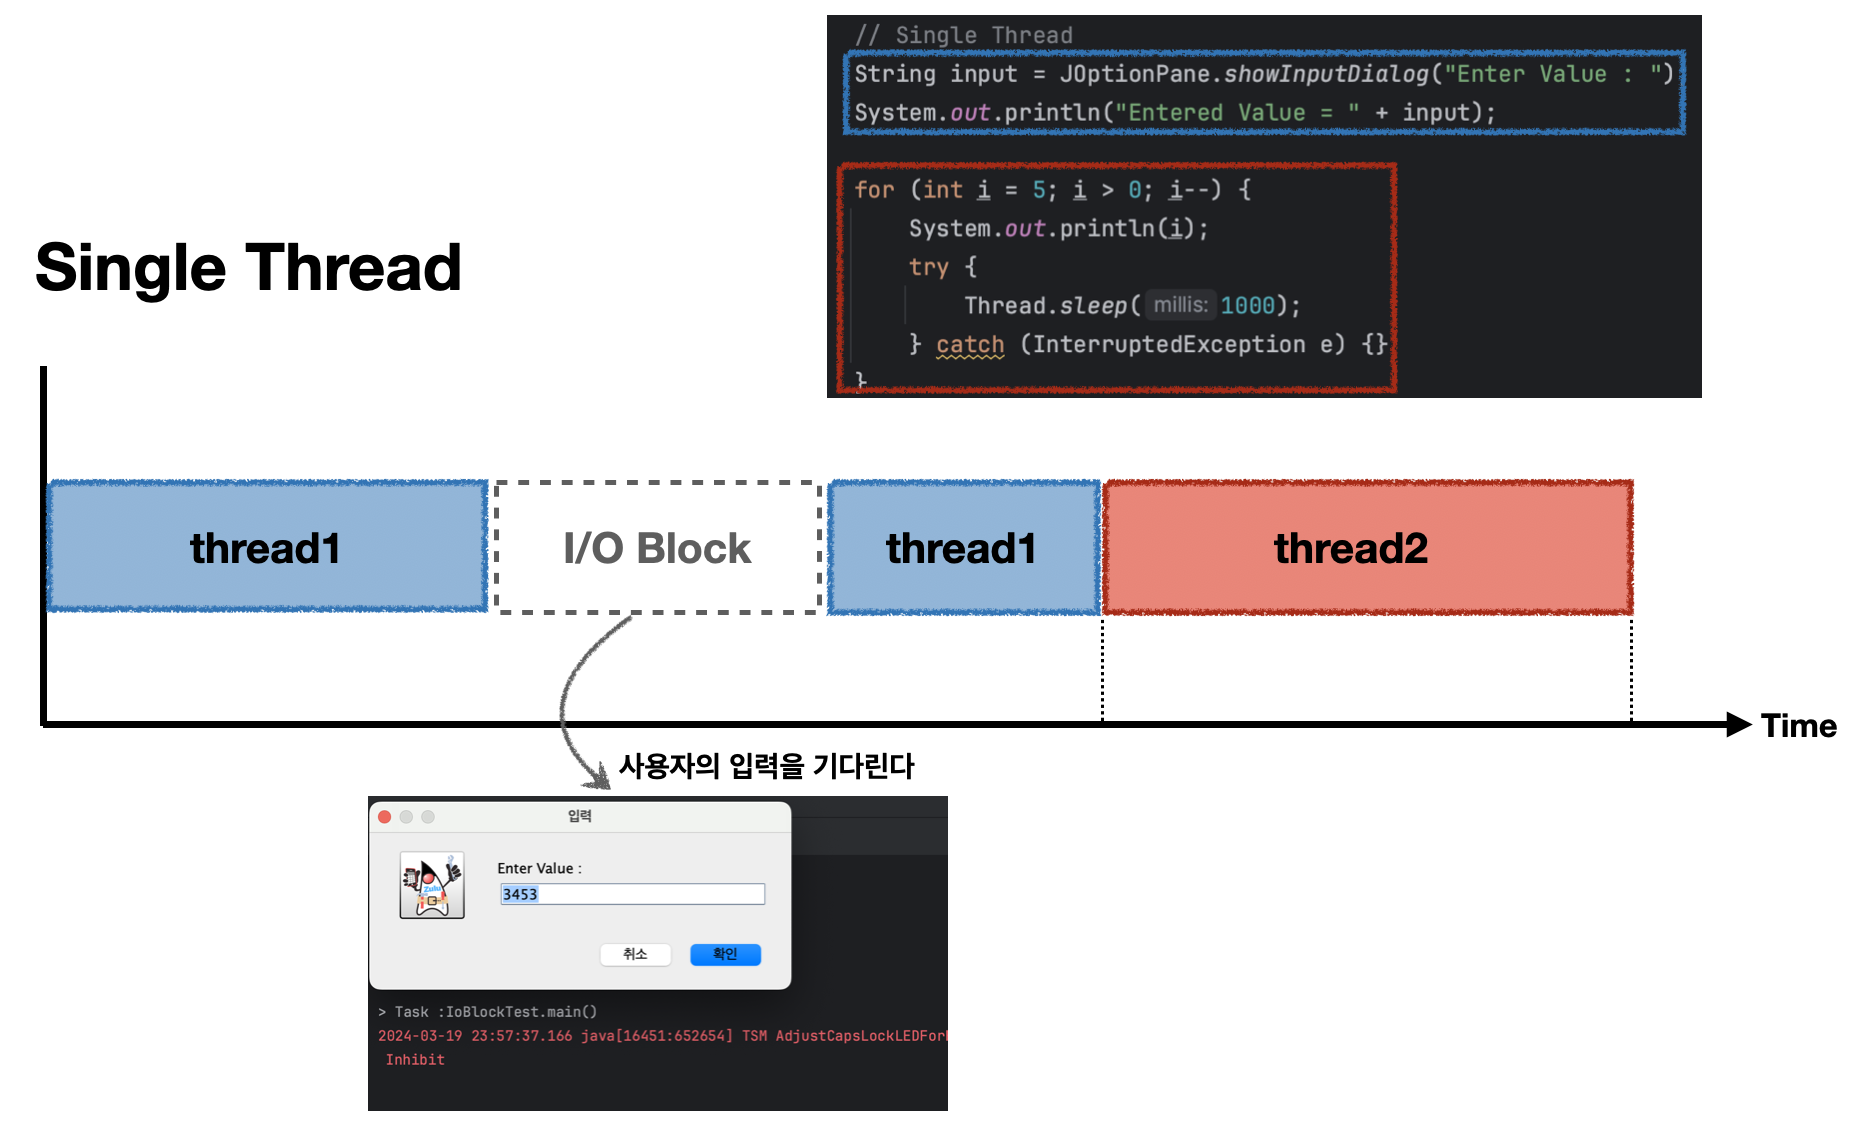 // Single Thread
String input = JOptionPane.showInputDialog("Enter Value : ")
System.out.println("Entered Value = " + input);
for (int i = 5; i > 0; i--) {
System.out.println(i);
try {
Thread.sleep( millis: 1000);
} catch (InterruptedException e) {}
}
Single Thread
thread1
I/O Block
thread1
thread2
Time
사용자의 입력을 기다린다
입력
Enter Value :
3453
취소
확인
> Task :IoBlockTest.main()
2024-03-19 23:57:37.166 java[16451:652654] TSM AdjustCapsLockLEDFor
Inhibit